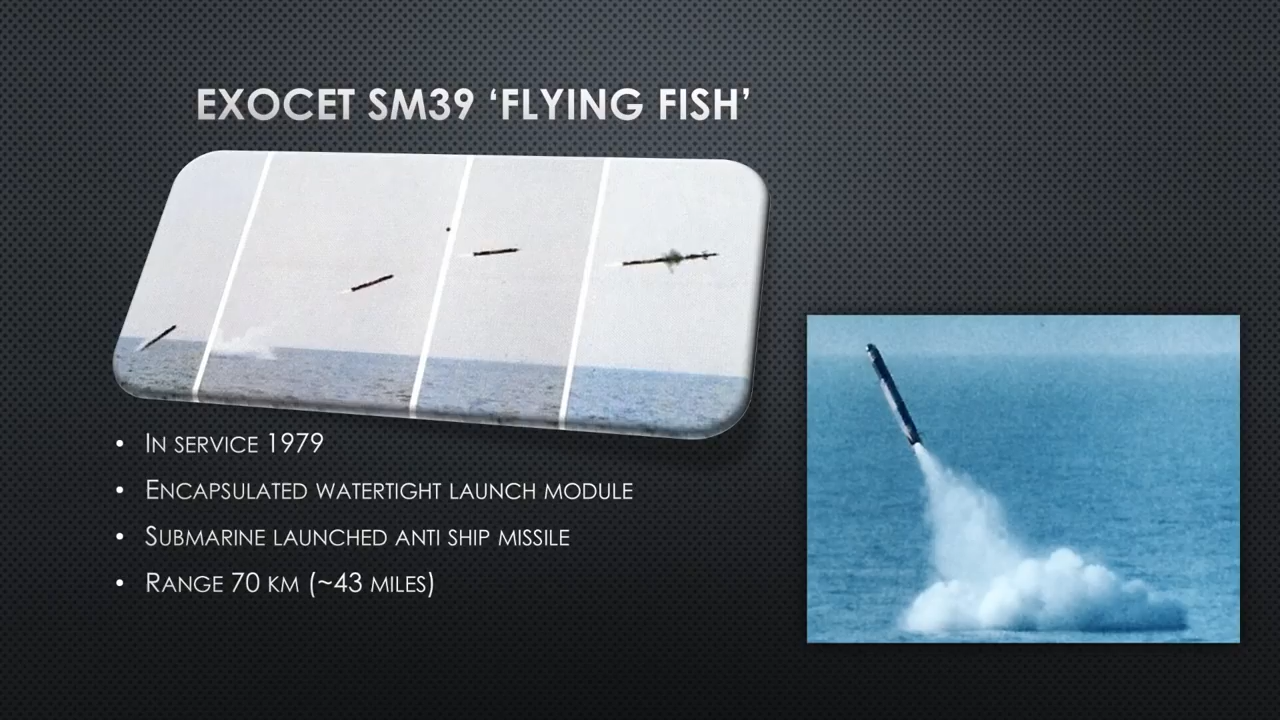 EXOCET SM39 ‘FLYING FISH’
• IN SERVICE 1979
• ENCAPSULATED WATERTIGHT LAUNCH MODULE
• SUBMARINE LAUNCHED ANTI SHIP MISSILE
• RANGE 70 KM (~43 MILES)